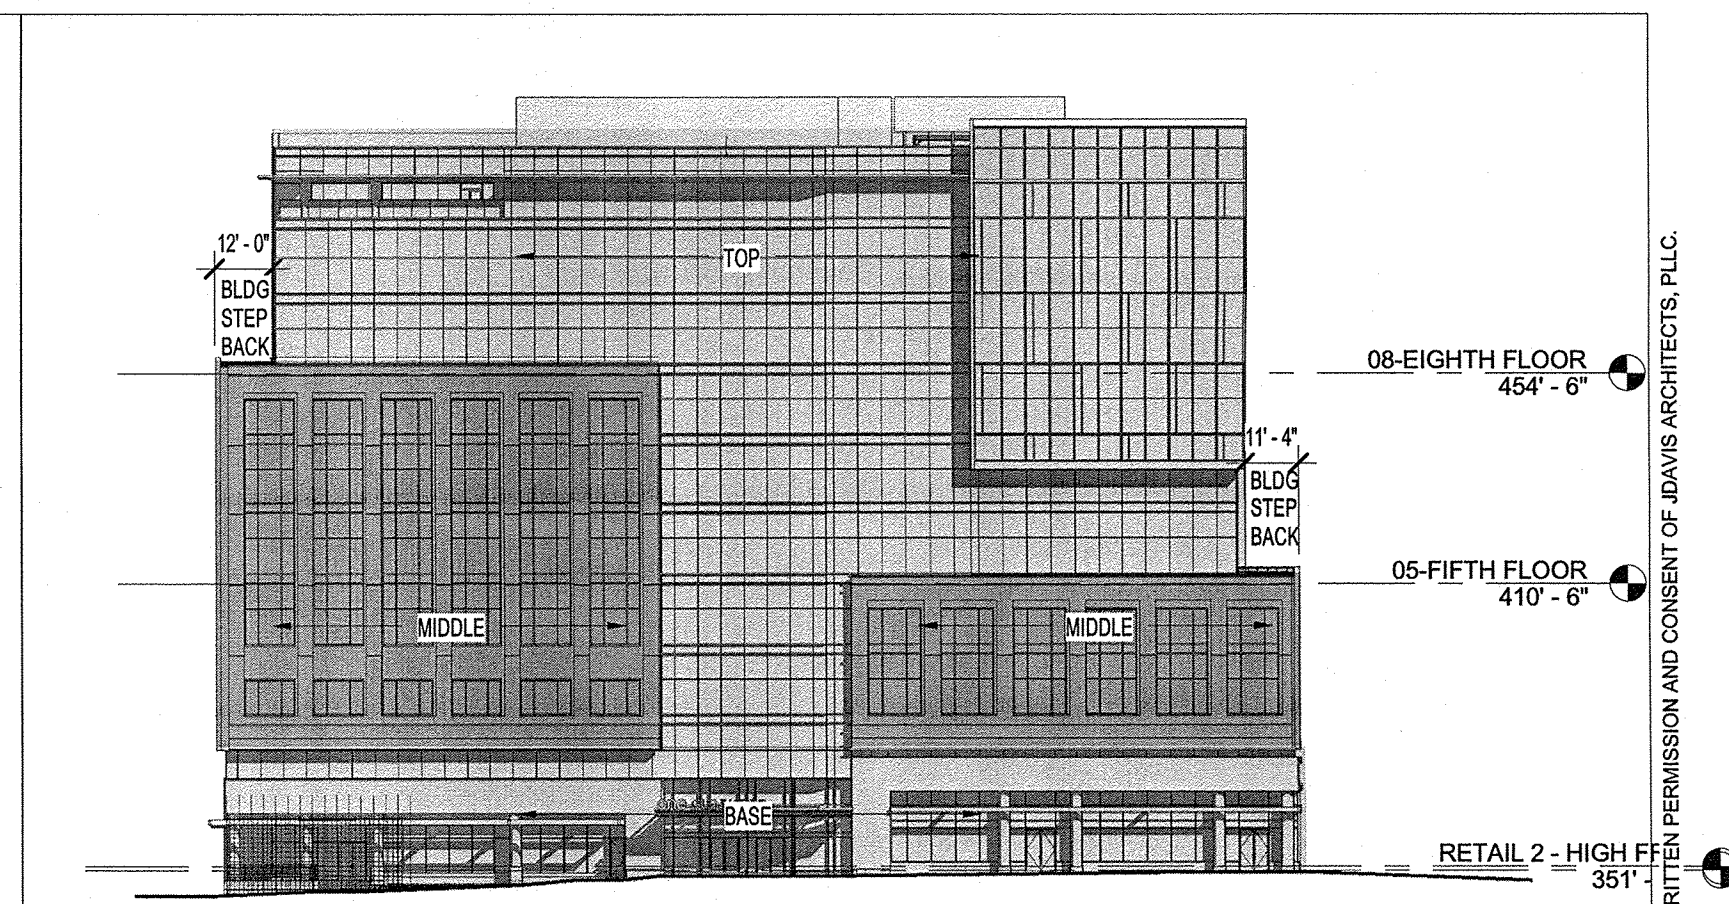 12' - 0"
BLDG
STEP
BACK
TOP
08-EIGHTH FLOOR
454' - 6"
11' - 4"
BLDG
STEP
BACK
05-FIFTH FLOOR
410' - 6"
MIDDLE
MIDDLE
BASE
RETAIL 2 - HIGH FF
351' -
RITTEN PERMISSION AND CONSENT OF JDAVIS ARCHITECTS, PLLC.